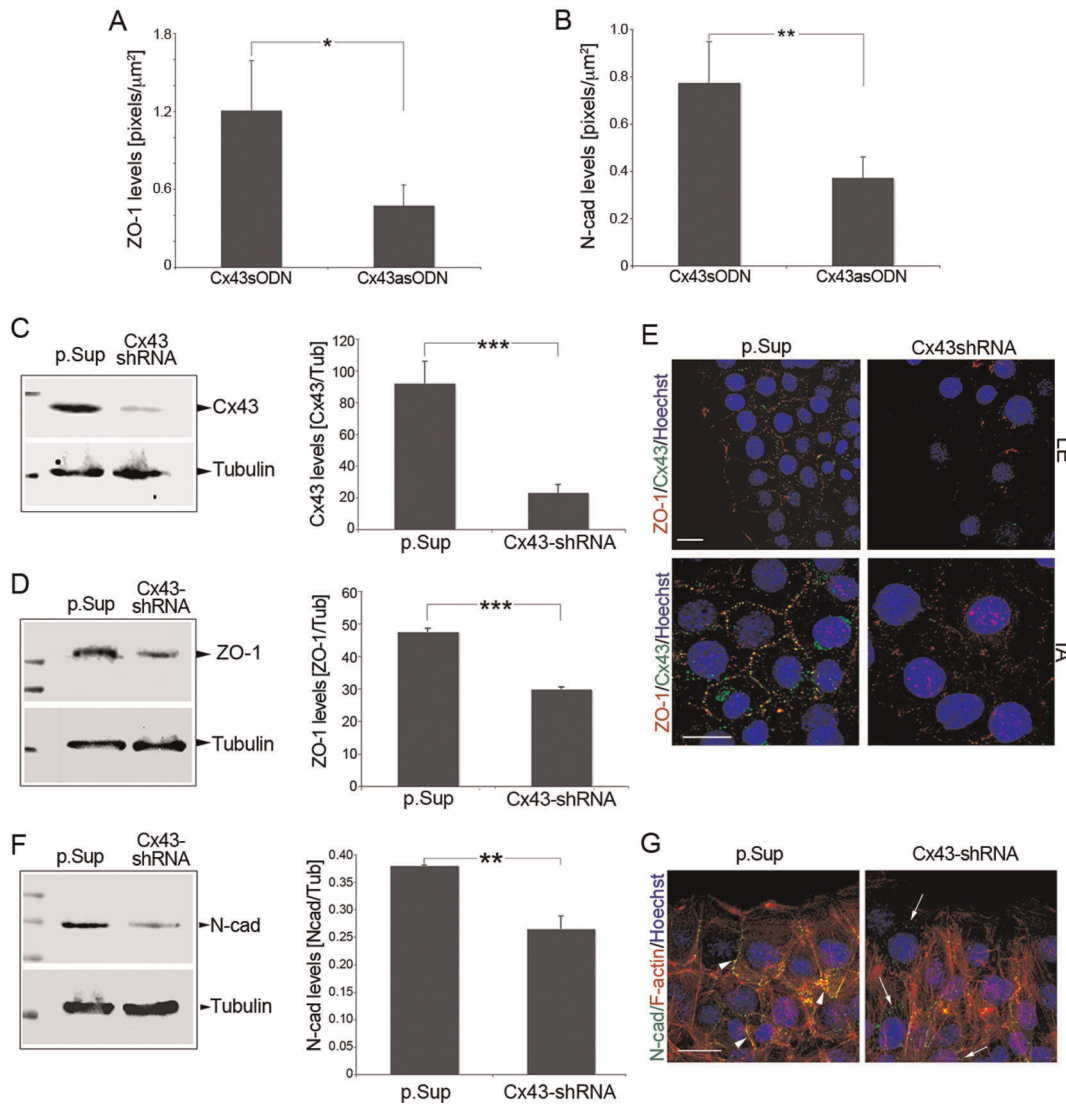 A
ZO-1 levels [pixels/μm²]
1.8
1.2
0.6
0
*
Cx43sODN
Cx43asODN
B
N-cad levels [pixels/μm²]
1.0
0.8
0.6
0.4
0.2
0
**
Cx43sODN
Cx43asODN
C
p.Sup
Cx43
shRNA
Cx43
Tubulin
Cx43 levels [Cx43/Tub]
120
100
80
60
40
20
0
***
p.Sup
Cx43-shRNA
D
p.Sup
Cx43-
shRNA
ZO-1
Tubulin
ZO-1 levels [ZO-1/Tub]
60
50
40
30
20
10
0
***
p.Sup
Cx43-shRNA
E
p.Sup
Cx43shRNA
ZO-1/Cx43/Hoechst
LE
ZO-1/Cx43/Hoechst
IA
F
p.Sup
Cx43-
shRNA
N-cad
Tubulin
N-cad levels [Ncad/Tub]
0.40
0.35
0.30
0.25
0.20
0.15
0.10
0.05
0
**
p.Sup
Cx43-shRNA
G
p.Sup
Cx43-shRNA
N-cad/F-actin/Hoechst